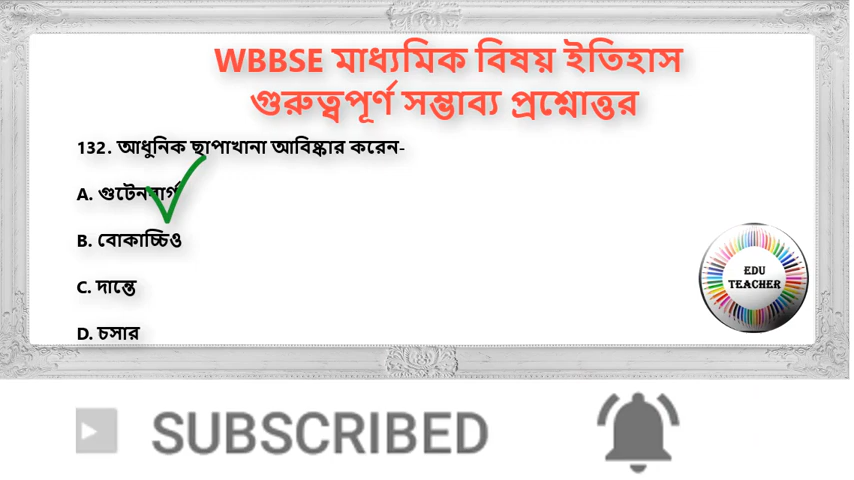 WBBSE মাধ্যমিক বিষয় ইতিহাস
গুরুত্বপূর্ণ সম্ভাব্য প্রশ্নোত্তর
132. আধুনিক ছাপাখানা আবিষ্কার করেন-
A. গুটেনবার্গ
B. বোকাচ্চিও
C. দান্তে
D. চসার
EDU
TEACHER
SUBSCRIBED